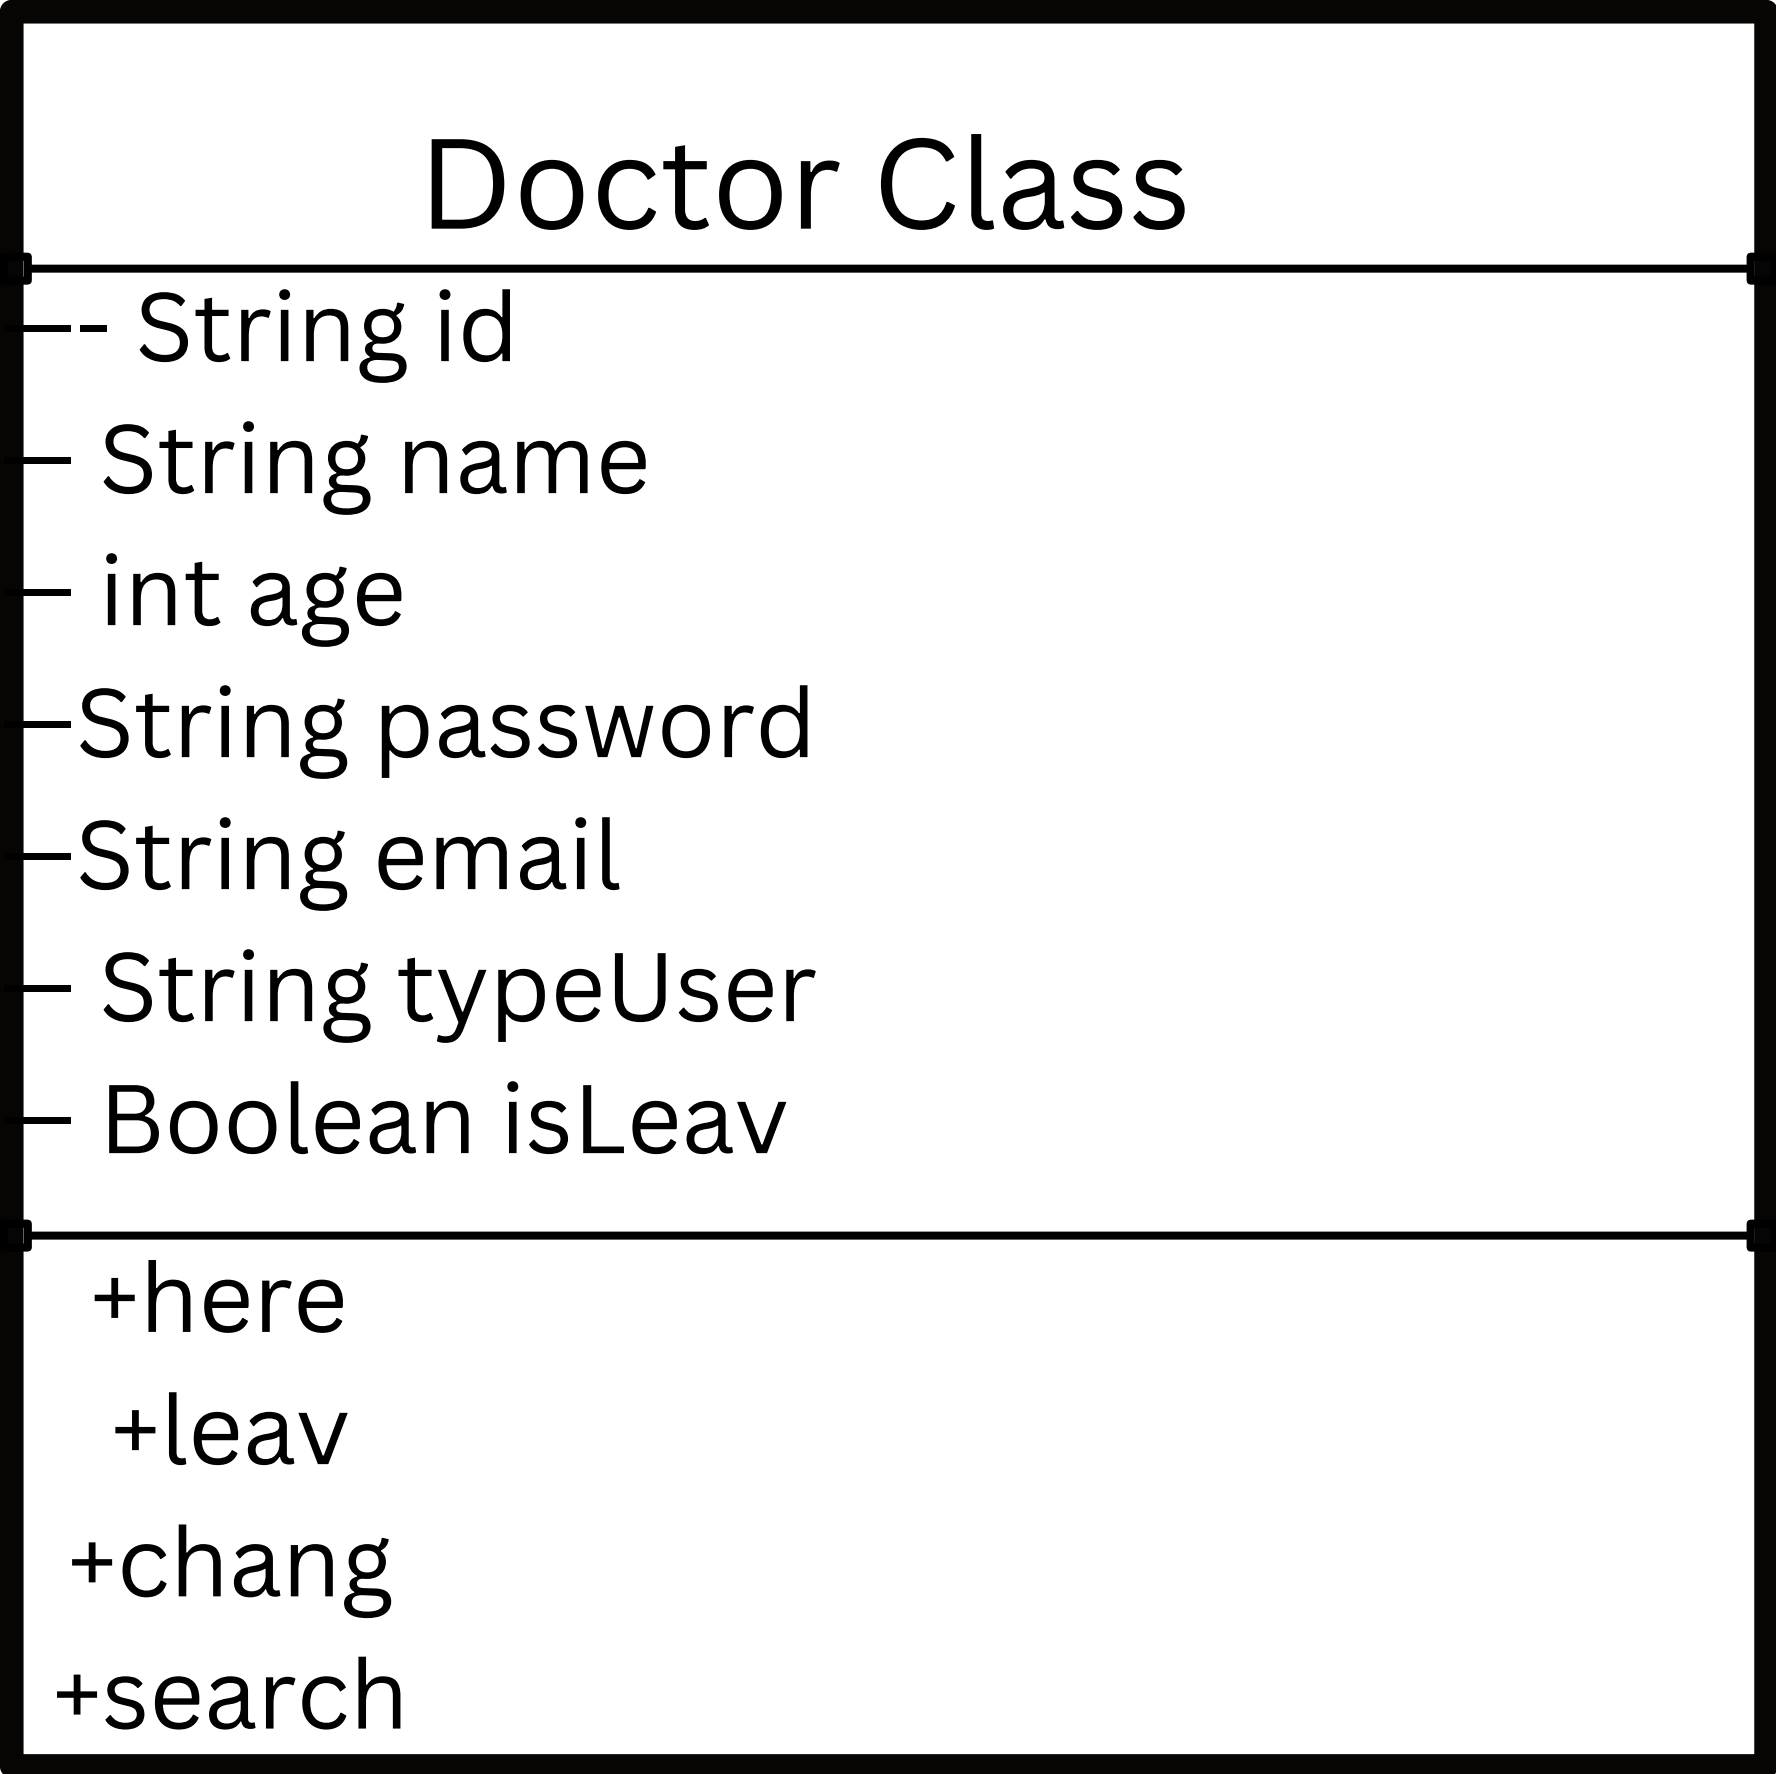 Doctor Class
—- String id
— String name
— int age
—String password
—String email
— String typeUser
— Boolean isLeav
+here
+leav
+chang
+search